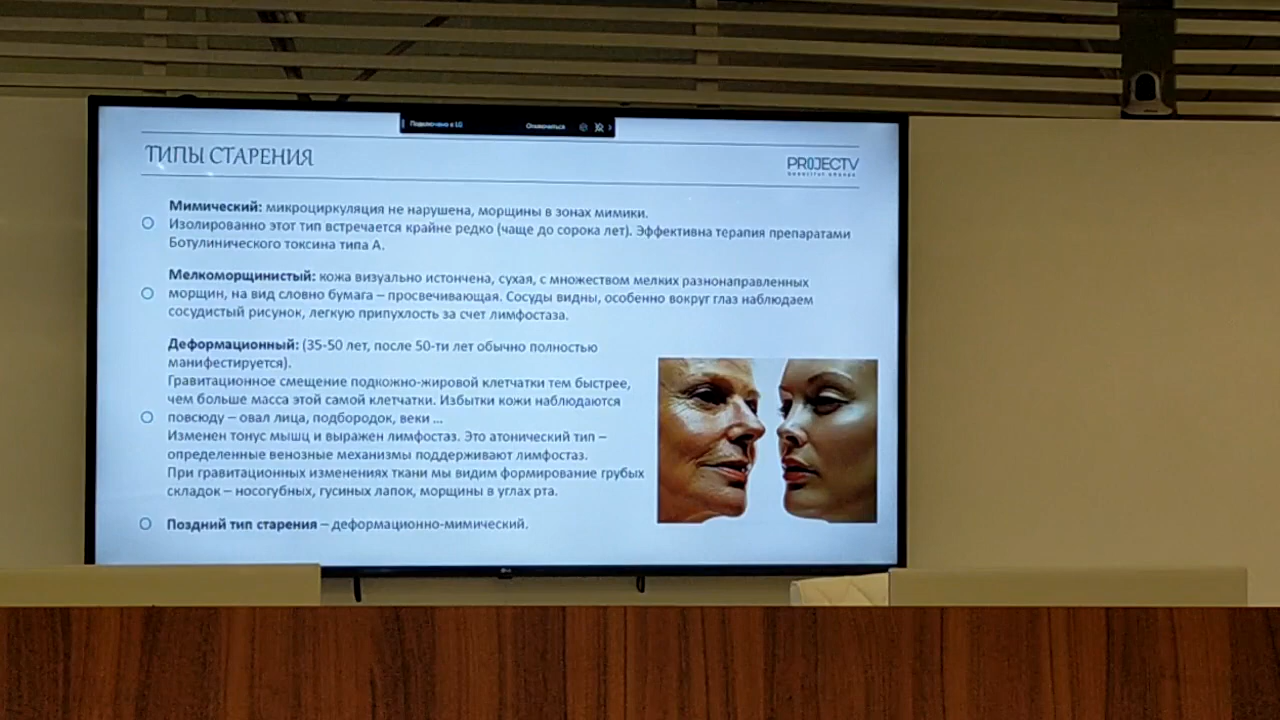 Подключено к LG
Отключиться
ТИПЫ СТАРЕНИЯ
PROJECTV
beautiful change
Мимический: микроциркуляция не нарушена, морщины в зонах мимики.
Изолированно этот тип встречается крайне редко (чаще до сорока лет). Эффективна терапия препаратами
Ботулинического токсина типа А.
Мелкоморщинистый: кожа визуально истончена, сухая, с множеством мелких разнонаправленных
морщин, на вид словно бумага – просвечивающая. Сосуды видны, особенно вокруг глаз наблюдаем
сосудистый рисунок, легкую припухлость за счет лимфостаза.
Деформационный: (35-50 лет, после 50-ти лет обычно полностью
манифестируется).
Гравитационное смещение подкожно-жировой клетчатки тем быстрее,
чем больше масса этой самой клетчатки. Избытки кожи наблюдаются
повсюду – овал лица, подбородок, веки ...
Изменен тонус мышц и выражен лимфостаз. Это атонический тип –
определенные венозные механизмы поддерживают лимфостаз.
При гравитационных изменениях ткани мы видим формирование грубых
складок – носогубных, гусиных лапок, морщины в углах рта.
Поздний тип старения – деформационно-мимический.
LG